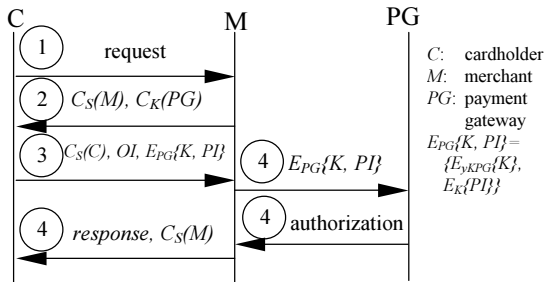 C M PG
1 request
2 C_S(M), C_K(PG)
3 C_S(C), OI, E_PG{K, PI}
4 E_PG{K, PI}
4 authorization
4 response, C_S(M)
C: cardholder
M: merchant
PG: payment
gateway
E_PG{K, PI}=
{E_yKPG{K},
E_K{PI}}